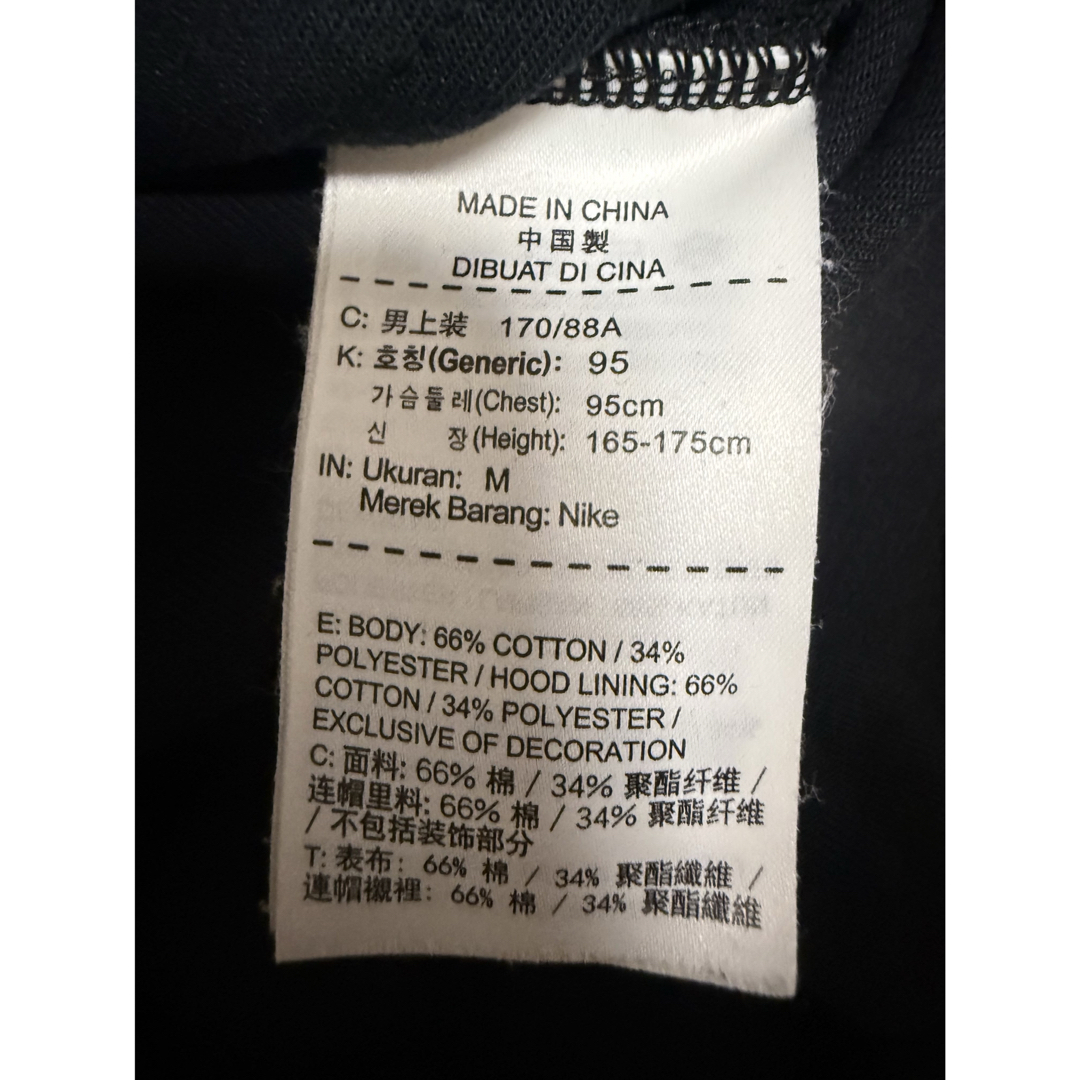 MADE IN CHINA
中国製
DIBUAT DI CINA
C: 男上装 170/88A
K: 호칭(Generic): 95
가슴둘레(Chest): 95cm
신 장(Height): 165-175cm
IN: Ukuran: M
Merek Barang: Nike
E: BODY: 66% COTTON / 34%
POLYESTER / HOOD LINING: 66%
COTTON / 34% POLYESTER /
EXCLUSIVE OF DECORATION
C: 面料: 66% 棉 / 34% 聚酯纤维 /
连帽里料: 66% 棉 / 34% 聚酯纤维
/ 不包括装饰部分
T: 表布: 66% 棉 / 34% 聚酯纖維 /
連帽襯裡: 66% 棉 / 34% 聚酯纖維